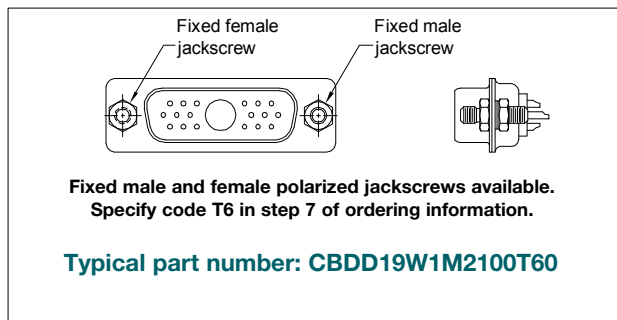 Fixed female
jackscrew
Fixed male
jackscrew
Fixed male and female polarized jackscrews available.
Specify code T6 in step 7 of ordering information.
Typical part number: CBDD19W1M2100T60